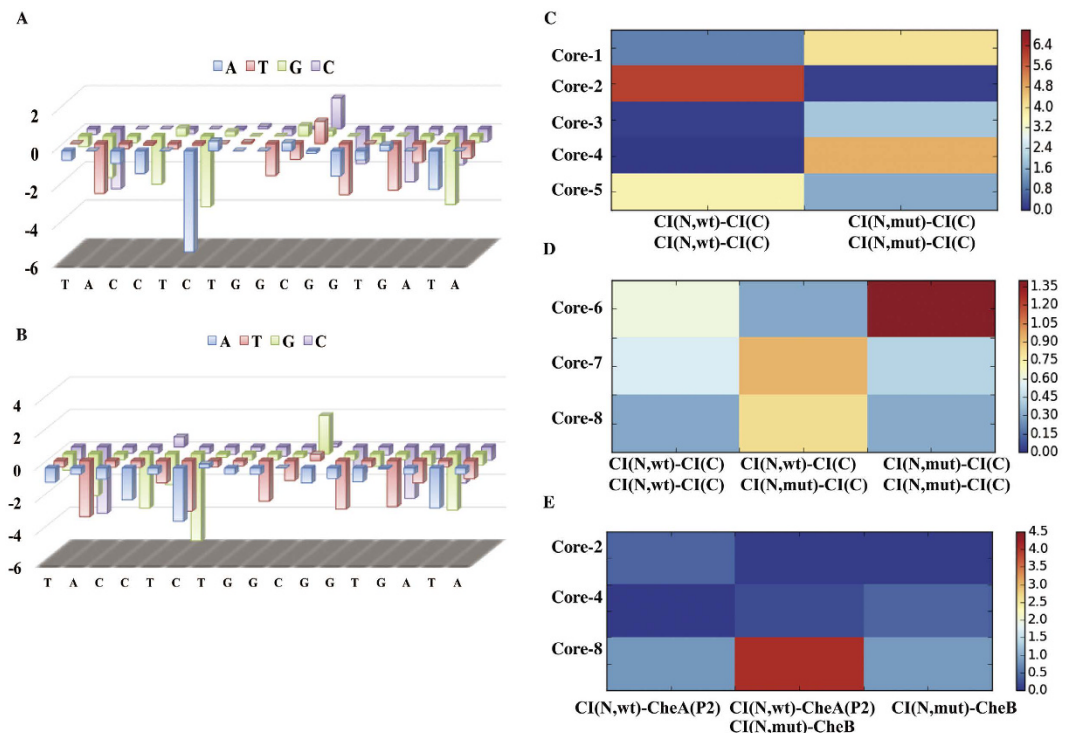 A
A T G C
2
0
-2
-4
-6
T A C C T C T G G C G G T G A T A
B
A T G C
4
2
0
-2
-4
-6
T A C C T C T G G C G G T G A T A
C
Core-1
Core-2
Core-3
Core-4
Core-5
6.4
5.6
4.8
4.0
3.2
2.4
1.6
0.8
0.0
CI(N,wt)-CI(C) CI(N,mut)-CI(C)
CI(N,wt)-CI(C) CI(N,mut)-CI(C)
D
Core-6
Core-7
Core-8
1.35
1.20
1.05
0.90
0.75
0.60
0.45
0.30
0.15
0.00
CI(N,wt)-CI(C) CI(N,wt)-CI(C) CI(N,mut)-CI(C)
CI(N,wt)-CI(C) CI(N,mut)-CI(C) CI(N,mut)-CI(C)
E
Core-2
Core-4
Core-8
4.5
4.0
3.5
3.0
2.5
2.0
1.5
1.0
0.5
0.0
CI(N,wt)-CheA(P2) CI(N,wt)-CheA(P2) CI(N,mut)-CheB
CI(N,mut)-CheB